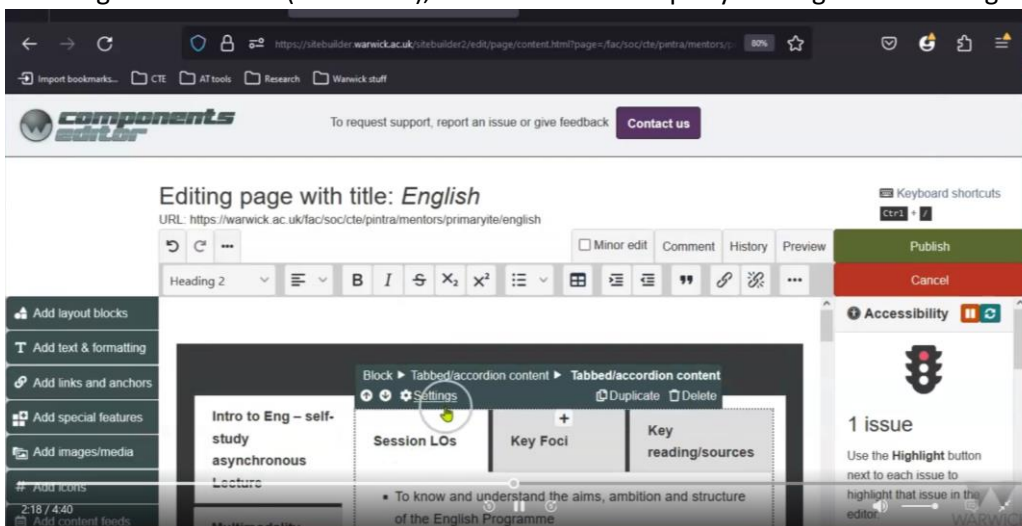 https://sitebuilder.warwick.ac.uk/sitebuilder2/edit/page/content.html?page=/fac/soc/cte/pintra/mentors/p
80%
Import bookmarks... CTE AT tools Research Warwick stuff
components editor
To request support, report an issue or give feedback Contact us
Editing page with title: English
URL: https://warwick.ac.uk/fac/soc/cte/pintra/mentors/primaryite/english
Keyboard shortcuts
Ctrl + /
Minor edit Comment History Preview Publish
Heading 2 B I S X₂ X² Cancel
Add layout blocks
Add text & formatting
Add links and anchors
Add special features
Add images/media
Add icons
Add content feeds
Block ▶ Tabbed/accordion content ▶ Tabbed/accordion content
Settings Duplicate Delete
Intro to Eng – self-study asynchronous Lecture
Session LOs
Key Foci
Key reading/sources
• To know and understand the aims, ambition and structure
of the English Programme
Accessibility
1 issue
Use the Highlight button
next to each issue to
highlight that issue in the
editor.
2:18 / 4:40
WARWICK